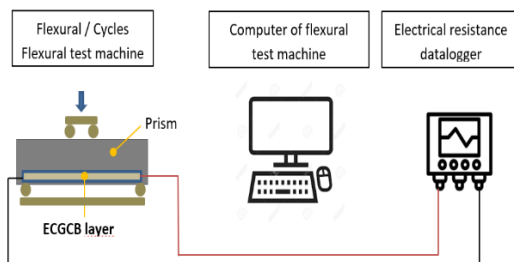 Flexural / Cycles
Flexural test machine
Computer of flexural
test machine
Electrical resistance
datalogger
Prism
ECGCB layer